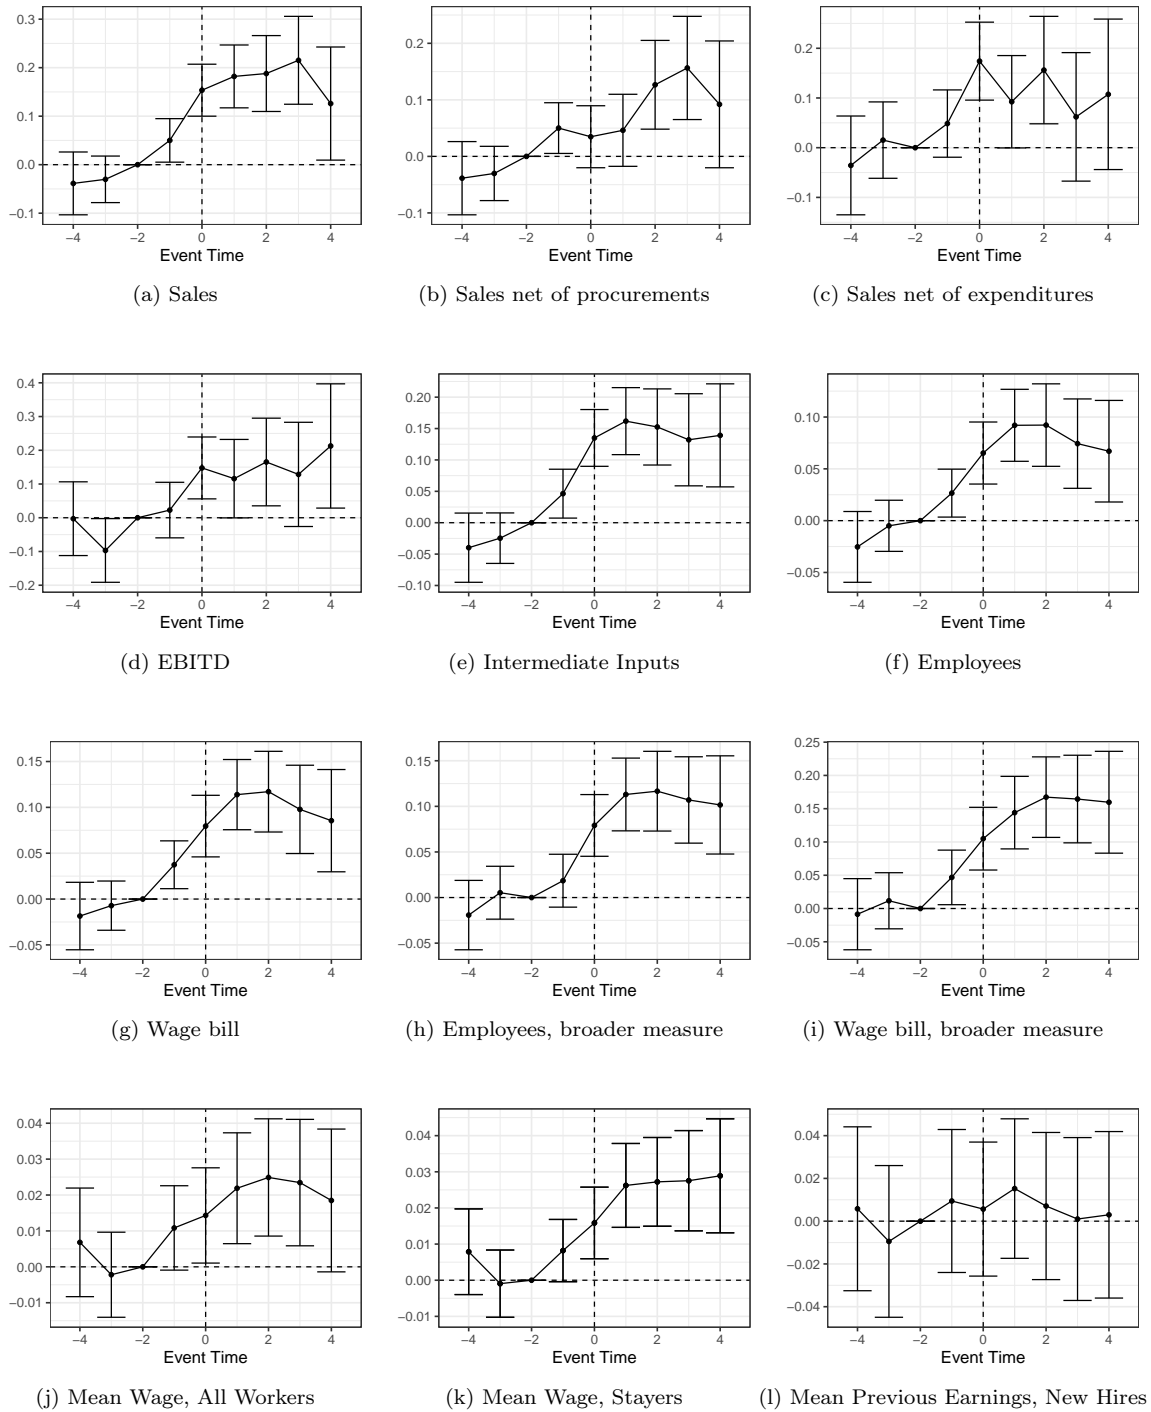 0.3
0.2
0.1
0.0
−0.1
−4 −2 0 2 4
Event Time
(a) Sales
0.2
0.1
0.0
−0.1
−4 −2 0 2 4
Event Time
(b) Sales net of procurements
0.2
0.1
0.0
−0.1
−4 −2 0 2 4
Event Time
(c) Sales net of expenditures
0.4
0.3
0.2
0.1
0.0
−0.1
−0.2
−4 −2 0 2 4
Event Time
(d) EBITD
0.20
0.15
0.10
0.05
0.00
−0.05
−0.10
−4 −2 0 2 4
Event Time
(e) Intermediate Inputs
0.10
0.05
0.00
−0.05
−4 −2 0 2 4
Event Time
(f) Employees
0.15
0.10
0.05
0.00
−0.05
−4 −2 0 2 4
Event Time
(g) Wage bill
0.15
0.10
0.05
0.00
−0.05
−4 −2 0 2 4
Event Time
(h) Employees, broader measure
0.25
0.20
0.15
0.10
0.05
0.00
−0.05
−4 −2 0 2 4
Event Time
(i) Wage bill, broader measure
0.04
0.03
0.02
0.01
0.00
−0.01
−4 −2 0 2 4
Event Time
(j) Mean Wage, All Workers
0.04
0.03
0.02
0.01
0.00
−0.01
−4 −2 0 2 4
Event Time
(k) Mean Wage, Stayers
0.04
0.02
0.00
−0.02
−0.04
−4 −2 0 2 4
Event Time
(l) Mean Previous Earnings, New Hires